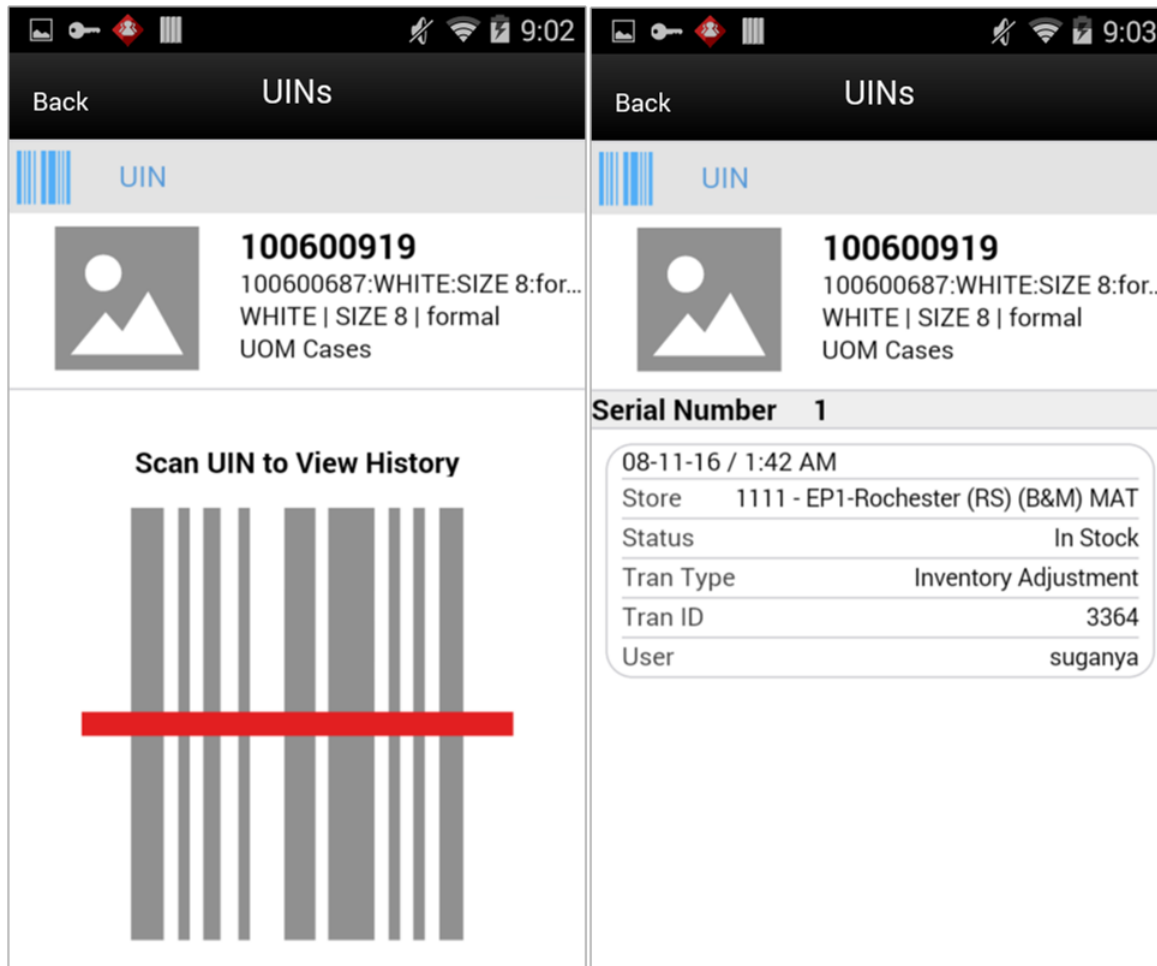 9:02
Back
UINs
UIN
100600919
100600687:WHITE:SIZE 8:for...
WHITE | SIZE 8 | formal
UOM Cases
Scan UIN to View History
9:03
Back
UINs
UIN
100600919
100600687:WHITE:SIZE 8:for..
WHITE | SIZE 8 | formal
UOM Cases
Serial Number 1
08-11-16 / 1:42 AM
Store 1111 - EP1-Rochester (RS) (B&M) MAT
Status In Stock
Tran Type Inventory Adjustment
Tran ID 3364
User suganya